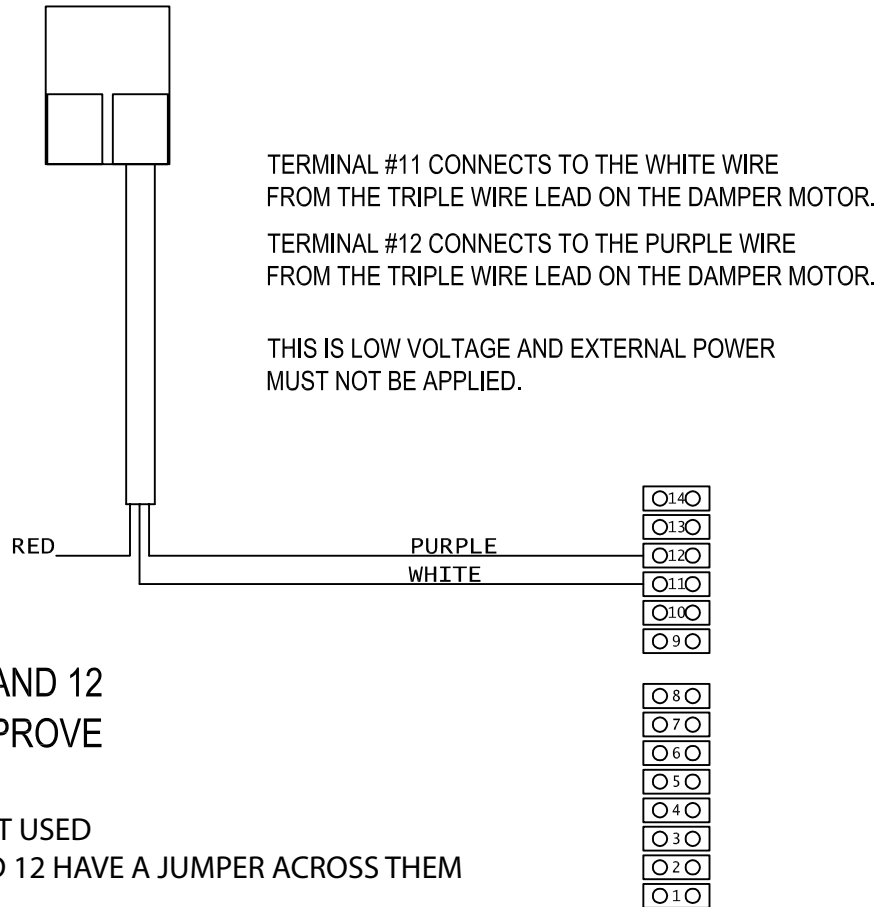 TERMINAL #11 CONNECTS TO THE WHITE WIRE
FROM THE TRIPLE WIRE LEAD ON THE DAMPER MOTOR.
TERMINAL #12 CONNECTS TO THE PURPLE WIRE
FROM THE TRIPLE WIRE LEAD ON THE DAMPER MOTOR.
THIS IS LOW VOLTAGE AND EXTERNAL POWER
MUST NOT BE APPLIED.
14
13
RED
PURPLE
12
WHITE
11
10
9
AND 12
PROVE
8
7
6
5
T USED
4
3
D 12 HAVE A JUMPER ACROSS THEM
2
1